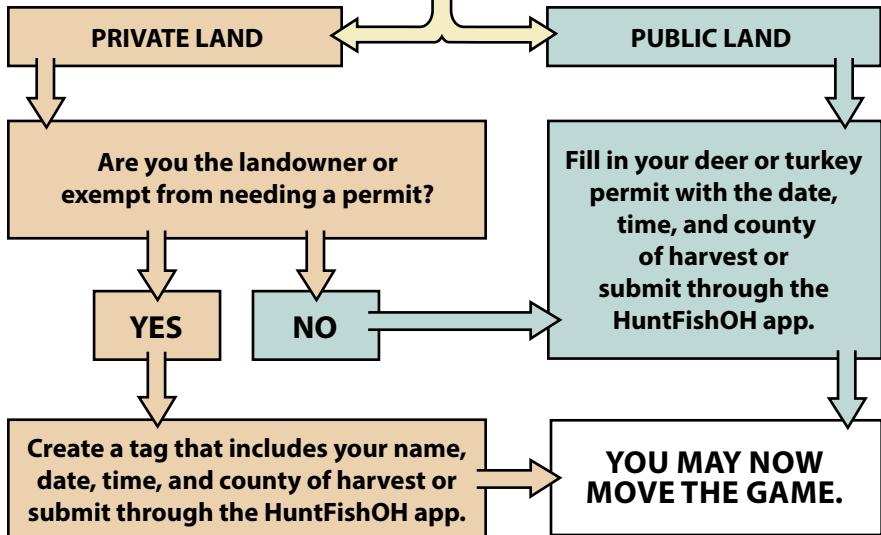 PRIVATE LAND
PUBLIC LAND
Are you the landowner or
exempt from needing a permit?
Fill in your deer or turkey
permit with the date,
time, and county
of harvest or
submit through the
HuntFishOH app.
YES
NO
Create a tag that includes your name,
date, time, and county of harvest or
submit through the HuntFishOH app.
YOU MAY NOW
MOVE THE GAME.